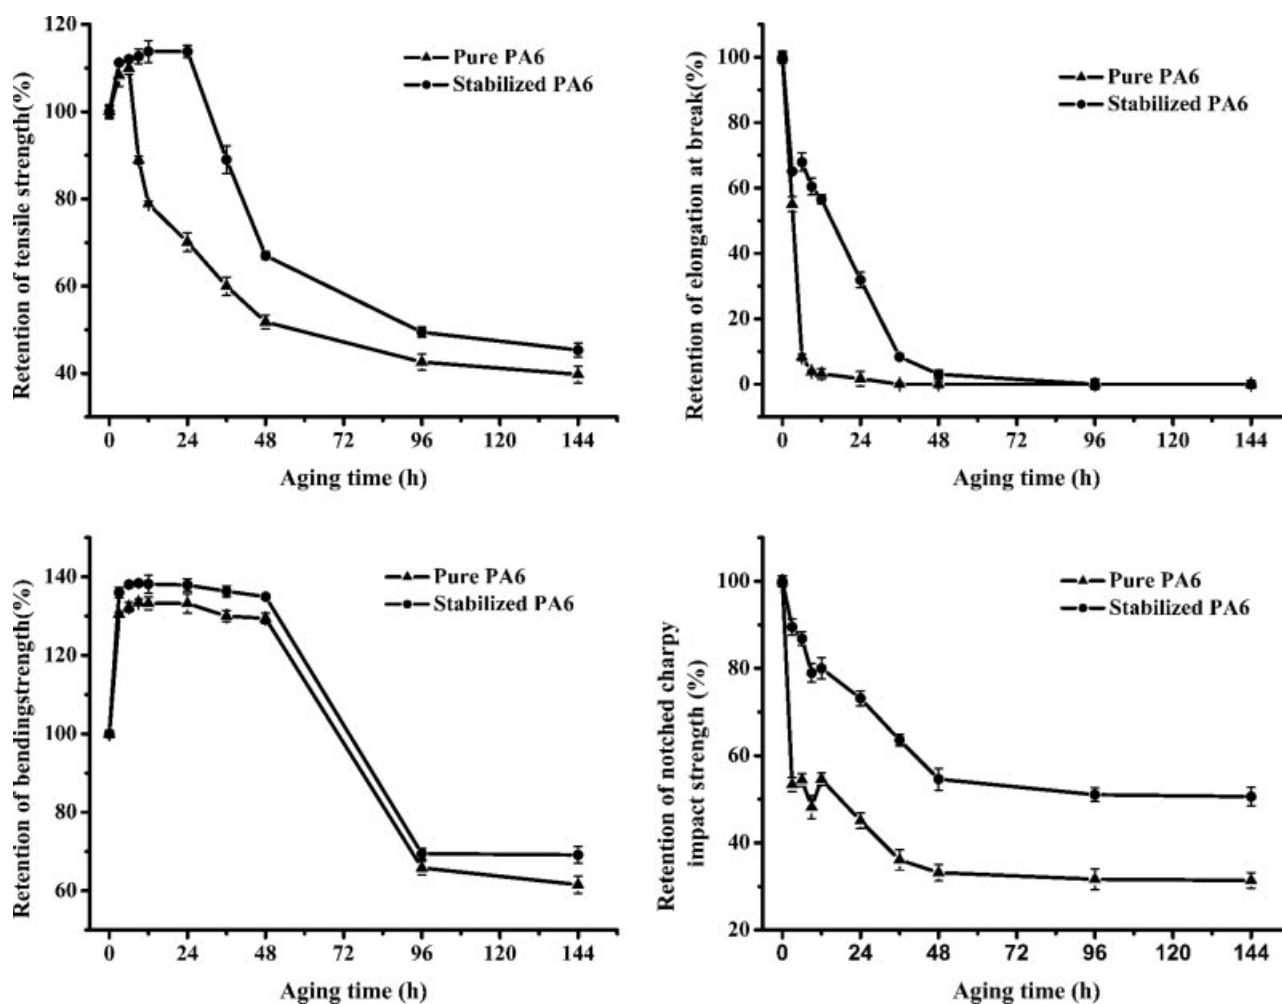 120
100
80
60
40
Retention of tensile strength(%)
Pure PA6
Stabilized PA6
0 24 48 72 96 120 144
Aging time (h)
100
80
60
40
20
0
Retention of elongation at break(%)
Pure PA6
Stabilized PA6
0 24 48 72 96 120 144
Aging time (h)
140
120
100
80
60
Retention of bendingstrength(%)
Pure PA6
Stabilized PA6
0 24 48 72 96 120 144
Aging time (h)
100
80
60
40
20
Retention of notched charpy
impact strength (%)
Pure PA6
Stabilized PA6
0 24 48 72 96 120 144
Aging time (h)